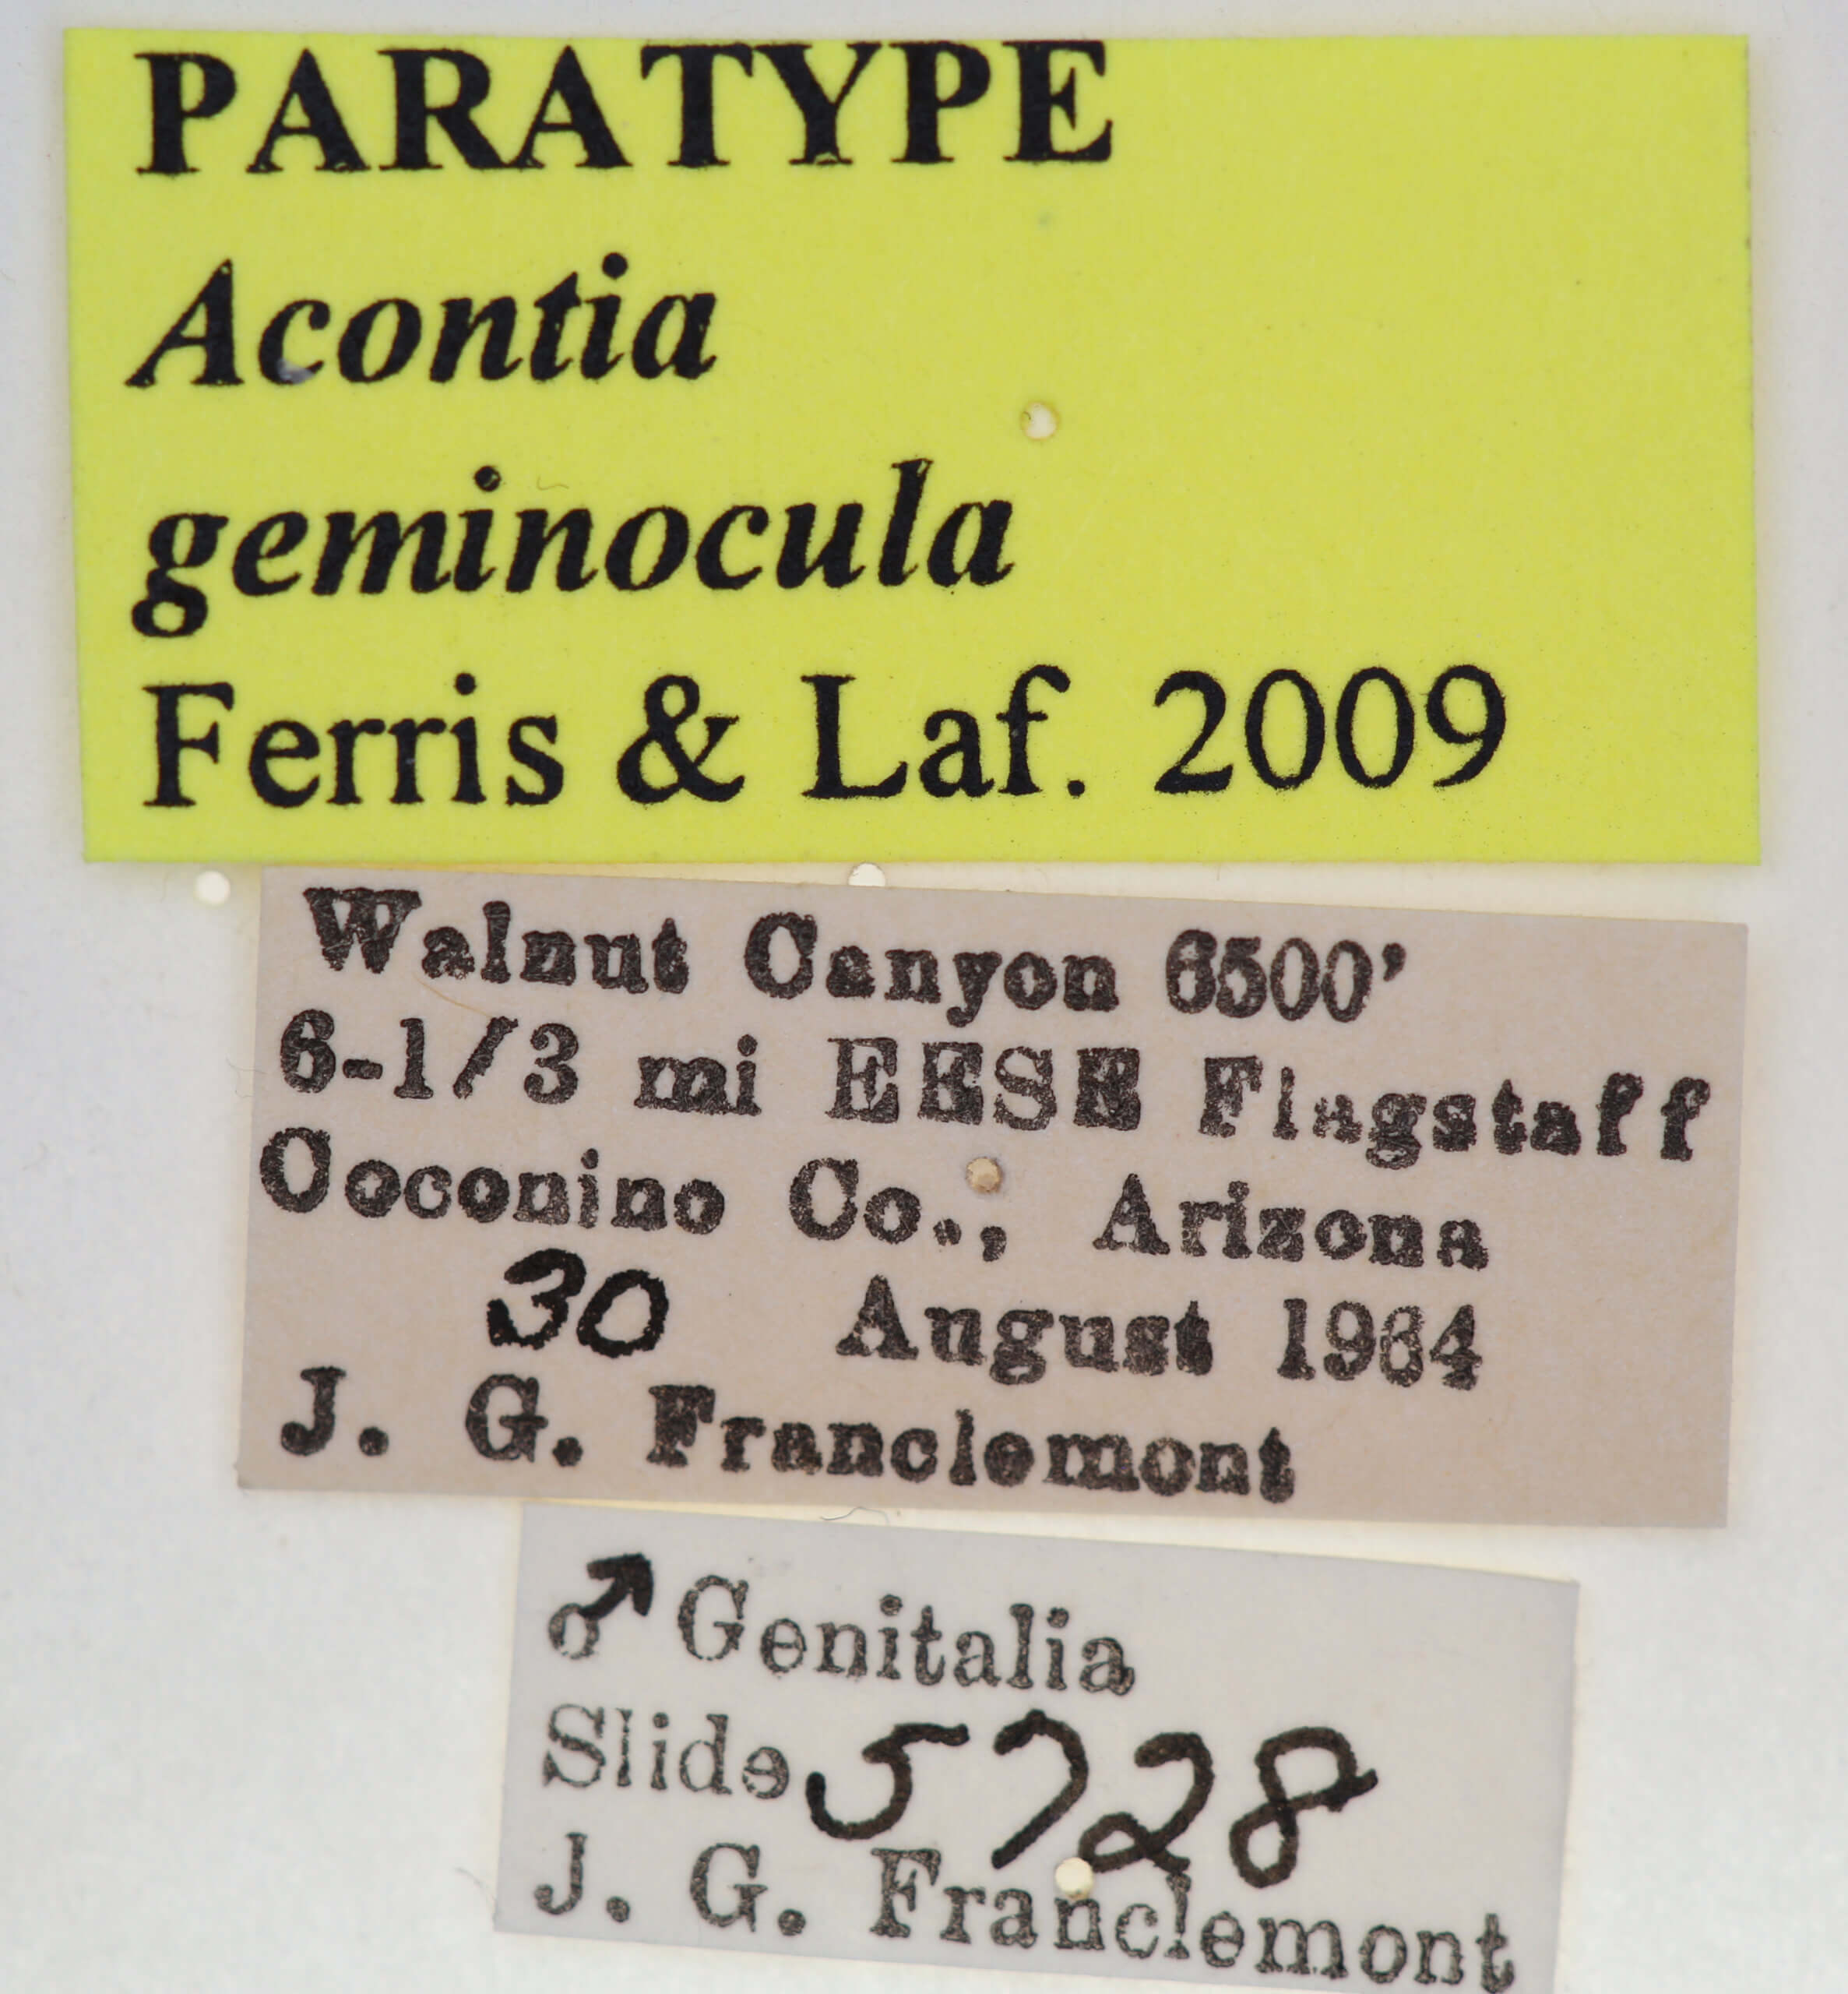 PARATYPE
Acontia
geminocula
Ferris & Laf. 2009
Walnut Canyon 6500'
6-1/3 mi EESE Flagstaff
Coconino Co., Arizona
30 August 1964
J. G. Franclemont
♂ Genitalia
Slide 5728
J. G. Franclemont